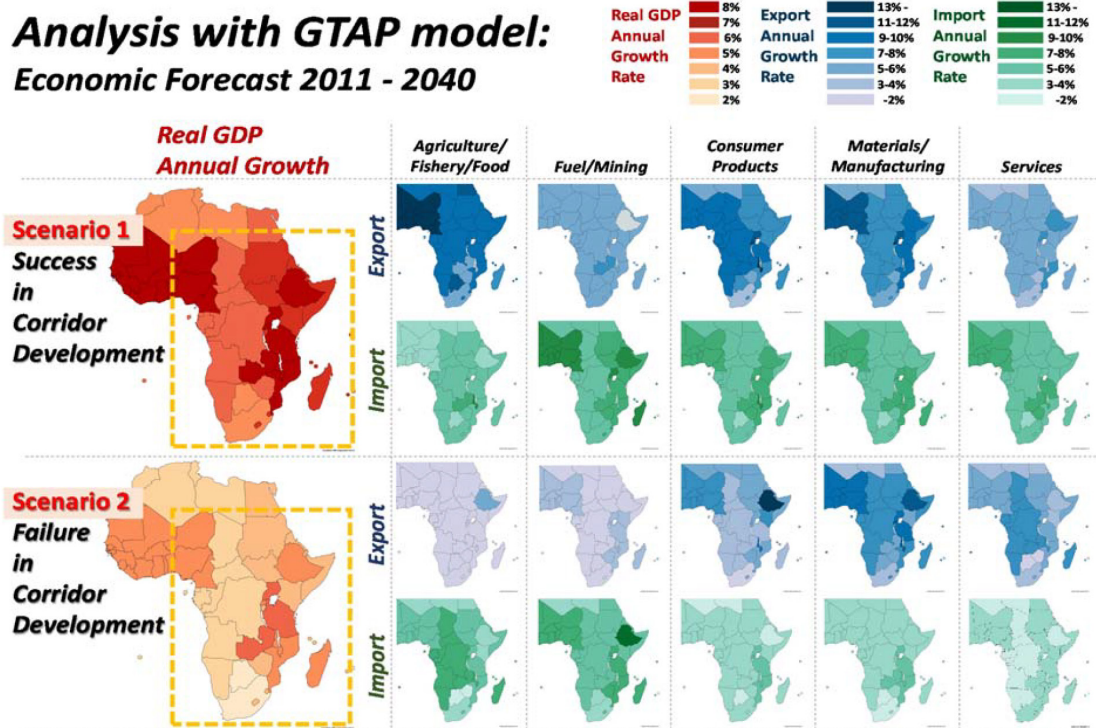 Analysis with GTAP model:
Economic Forecast 2011 - 2040
Real GDP
Annual
Growth
Rate
8%
7%
6%
5%
4%
3%
2%
Export
Annual
Growth
Rate
13% -
11-12%
9-10%
7-8%
5-6%
3-4%
-2%
Import
Annual
Growth
Rate
13% -
11-12%
9-10%
7-8%
5-6%
3-4%
-2%
Real GDP
Annual Growth
Agriculture/
Fishery/Food
Fuel/Mining
Consumer
Products
Materials/
Manufacturing
Services
Scenario 1
Success
in
Corridor
Development
Export
Import
Scenario 2
Failure
in
Corridor
Development
Export
Import